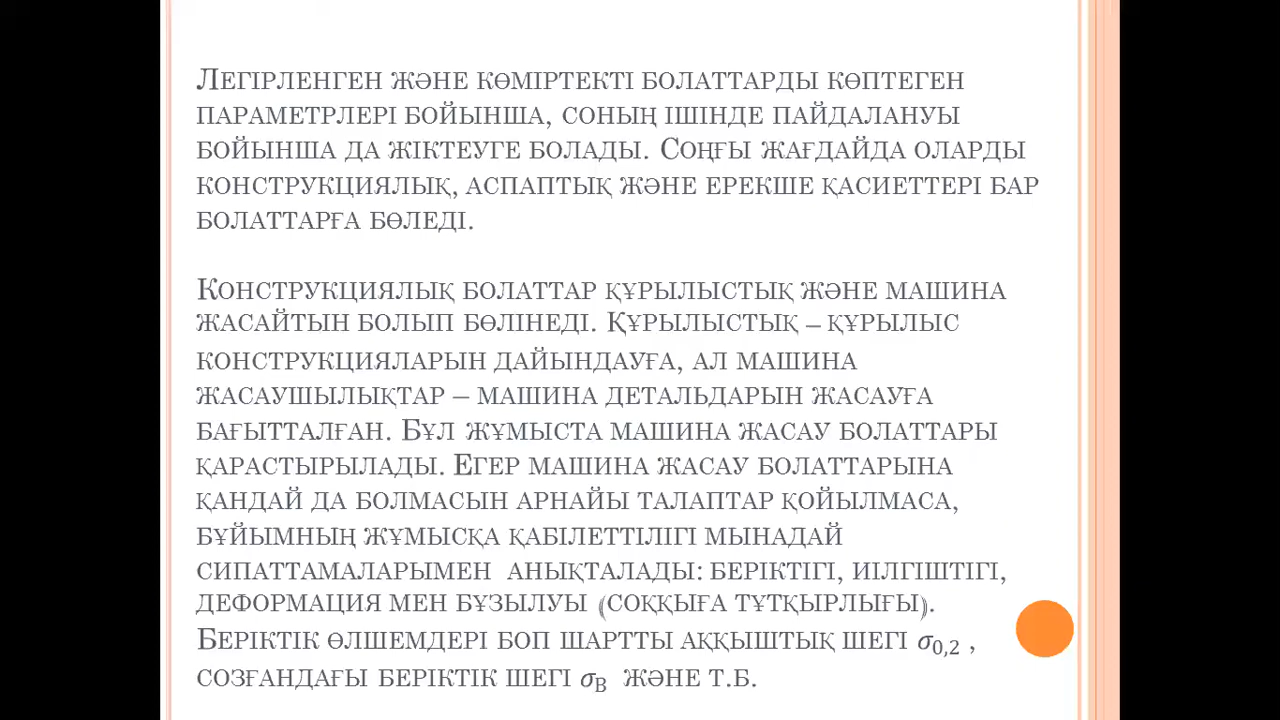 Легірленген және көміртекті болаттарды көптеген
параметрлері бойынша, соның ішінде пайдалануы
бойынша да жіктеуге болады. Соңғы жағдайда оларды
конструкциялық, аспаптық және ерекше қасиеттері бар
болаттарға бөледі.
Конструкциялық болаттар құрылыстық және машина
жасайтын болып бөлінеді. Құрылыстық – құрылыс
конструкцияларын дайындауға, ал машина
жасаушылықтар – машина детальдарын жасауға
бағытталған. Бұл жұмыста машина жасау болаттары
қарастырылады. Егер машина жасау болаттарына
қандай да болмасын арнайы талаптар қойылмаса,
бұйымның жұмысқа қабілеттілігі мынадай
сипаттамаларымен анықталады: беріктігі, иілгіштігі,
деформация мен бұзылуы (соққыға тұтқырлығы).
Беріктік өлшемдері боп шартты аққыштық шегі σ0,2 ,
созғандағы беріктік шегі σВ және т.б.